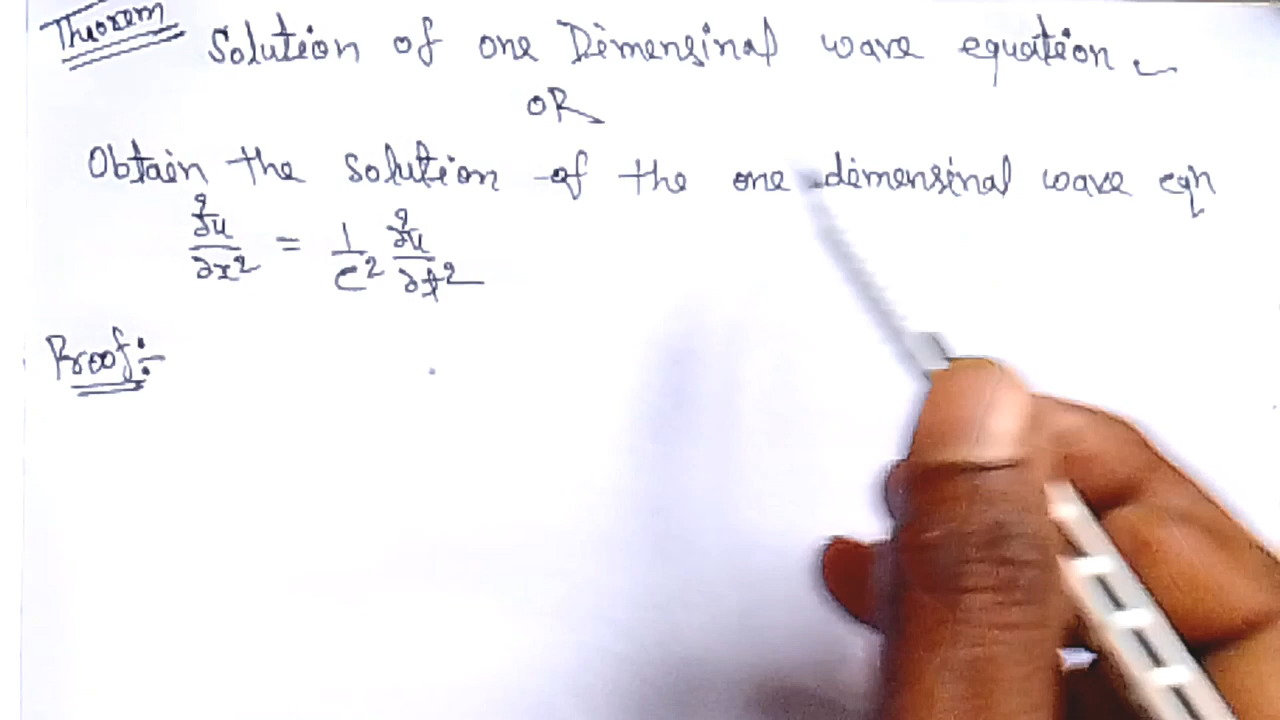 Theorem Solution of one Dimensinal wave equation
OR
Obtain the solution of the one dimensinal wave eqn
∂²u/∂x² = 1/c² ∂²u/∂t²
Proof:-